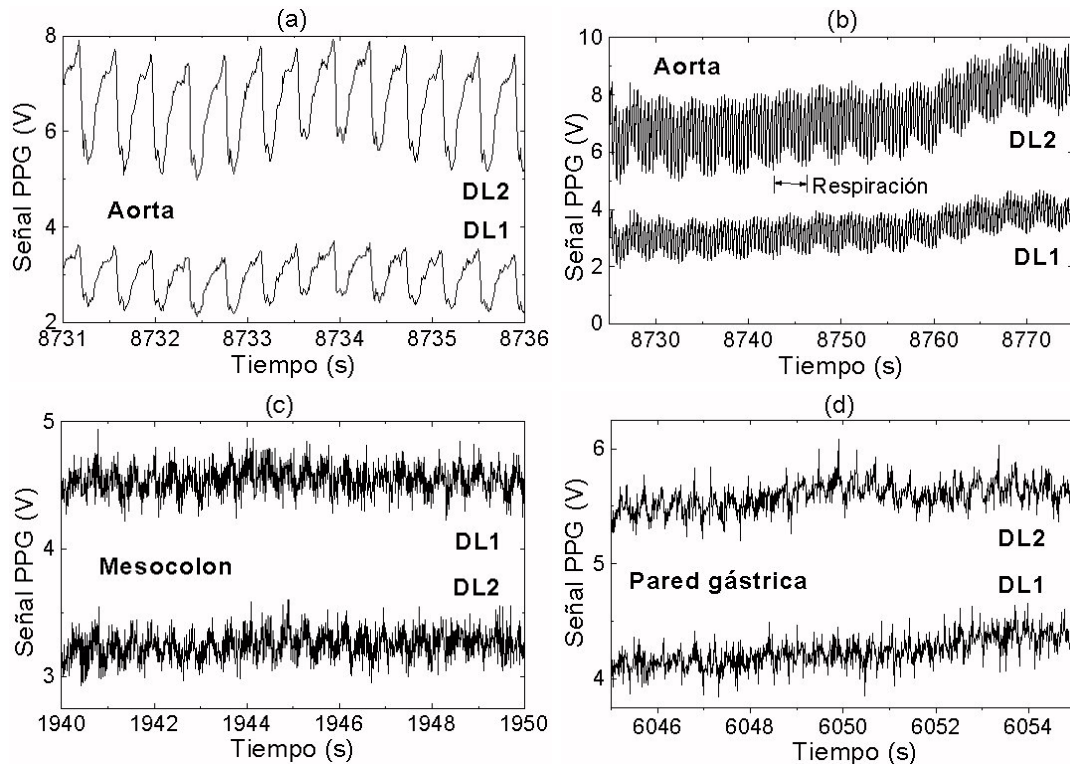 (a)
Señal PPG (V)
8
6
4
2
Aorta
DL2
DL1
8731 8732 8733 8734 8735 8736
Tiempo (s)
(b)
Señal PPG (V)
10
8
6
4
2
0
Aorta
DL2
Respiración
DL1
8730 8740 8750 8760 8770
Tiempo (s)
(c)
Señal PPG (V)
5
4
3
DL1
Mesocolon
DL2
1940 1942 1944 1946 1948 1950
Tiempo (s)
(d)
Señal PPG (V)
6
5
4
DL2
Pared gástrica
DL1
6046 6048 6050 6052 6054
Tiempo (s)